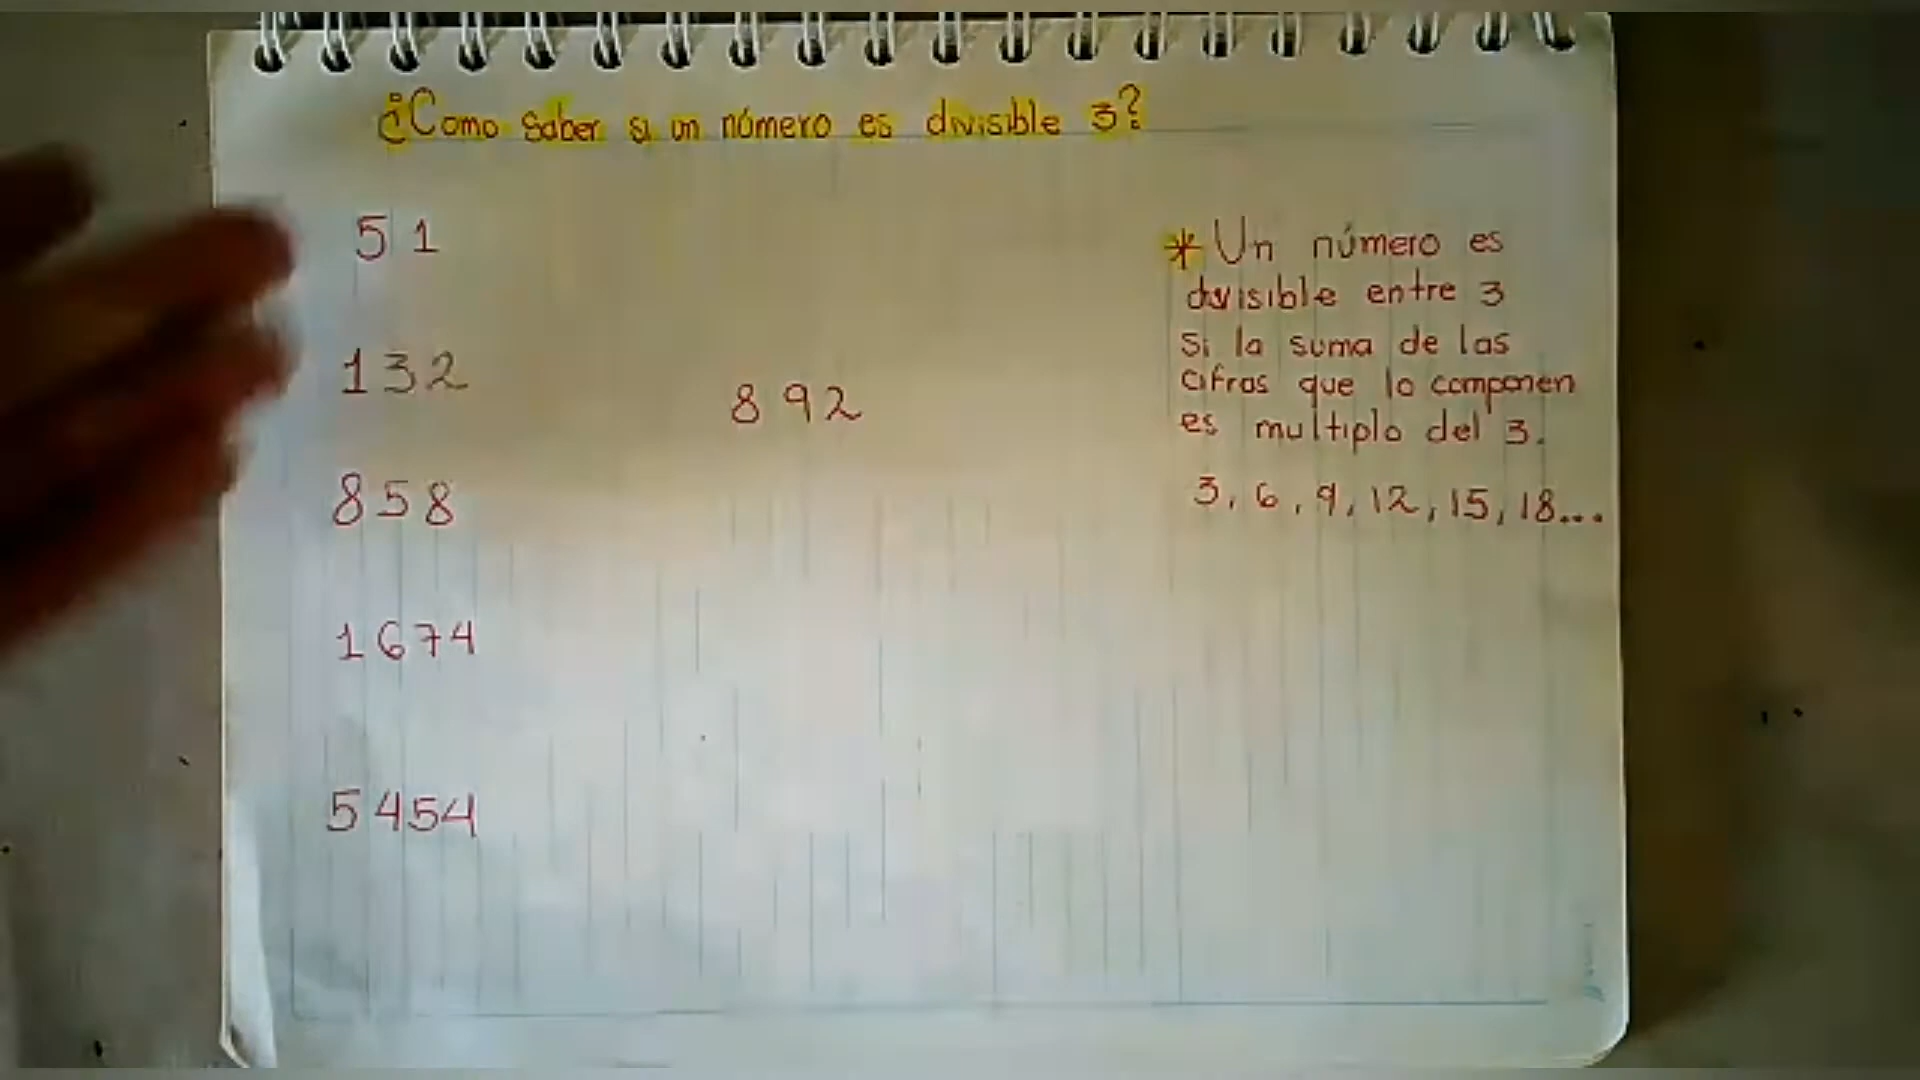 ¿Como Saber si un número es divisible 3?
51
132
858
1674
5454
892
* Un número es
divisible entre 3
Si la suma de las
cifras que lo componen
es multiplo del 3.
3, 6, 9, 12, 15, 18...